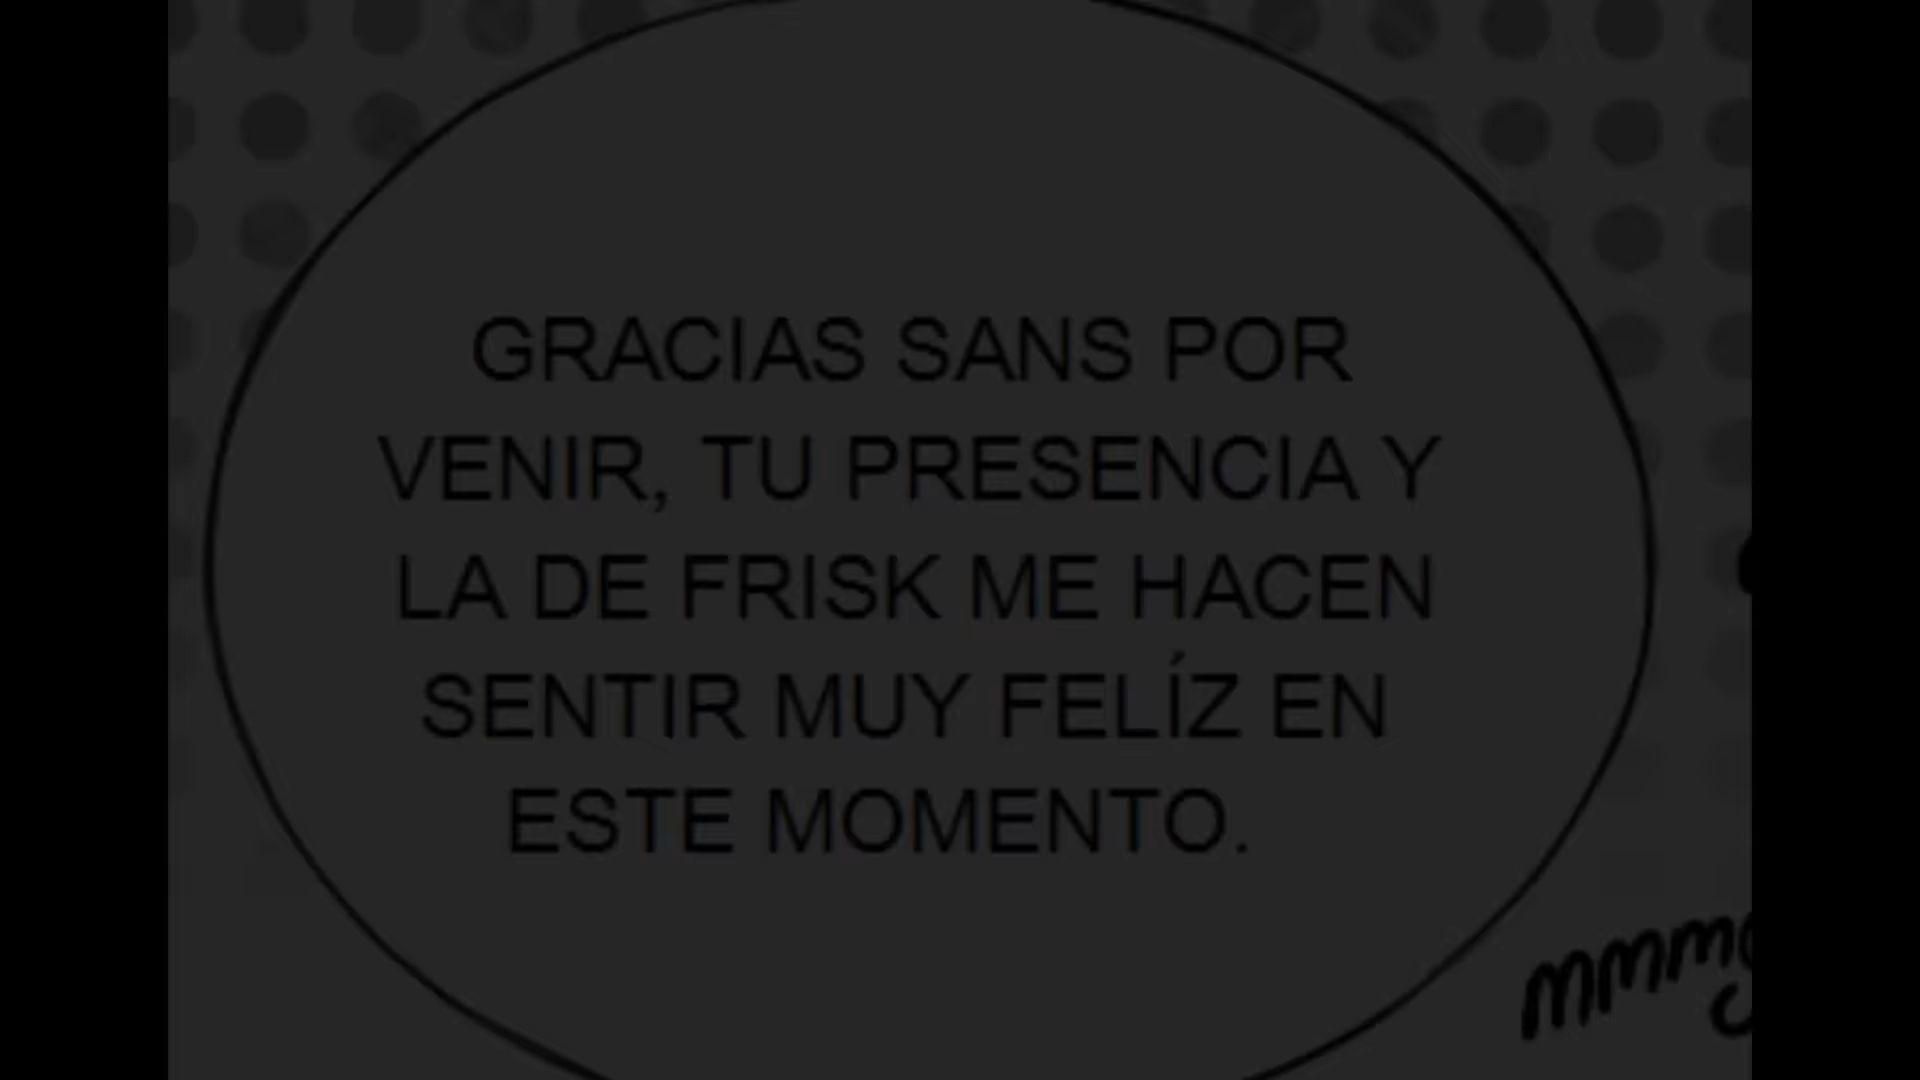 GRACIAS SANS POR
VENIR, TU PRESENCIA Y
LA DE FRISK ME HACEN
SENTIR MUY FELÍZ EN
ESTE MOMENTO.